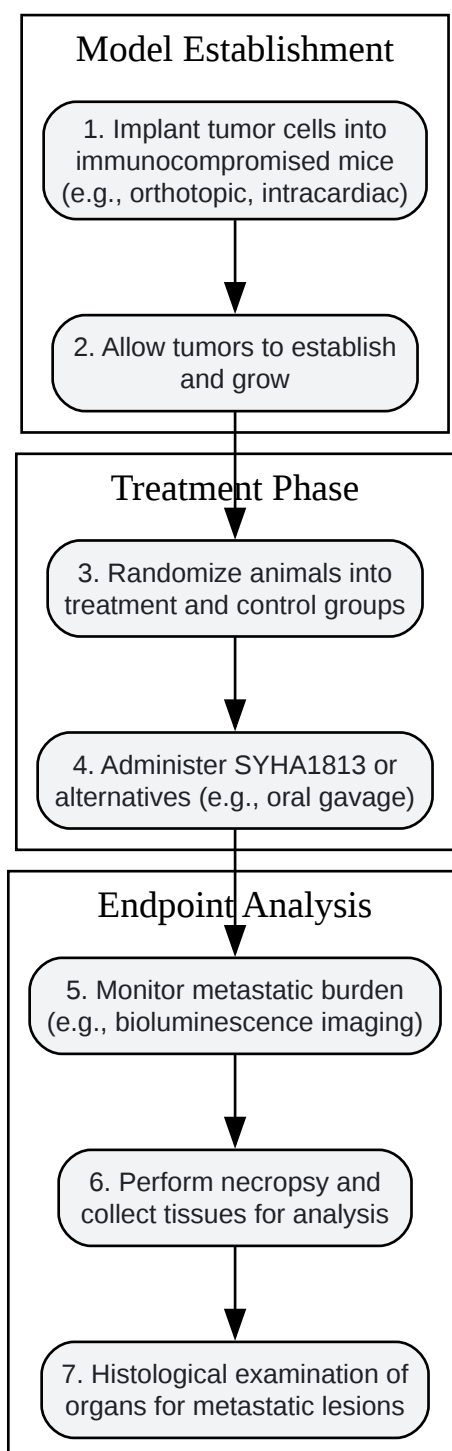 Model Establishment
1. Implant tumor cells into
immunocompromised mice
(e.g., orthotopic, intracardiac)
2. Allow tumors to establish
and grow
Treatment Phase
3. Randomize animals into
treatment and control groups
4. Administer SYHA1813 or
alternatives (e.g., oral gavage)
Endpoint Analysis
5. Monitor metastatic burden
(e.g., bioluminescence imaging)
6. Perform necropsy and
collect tissues for analysis
7. Histological examination of
organs for metastatic lesions